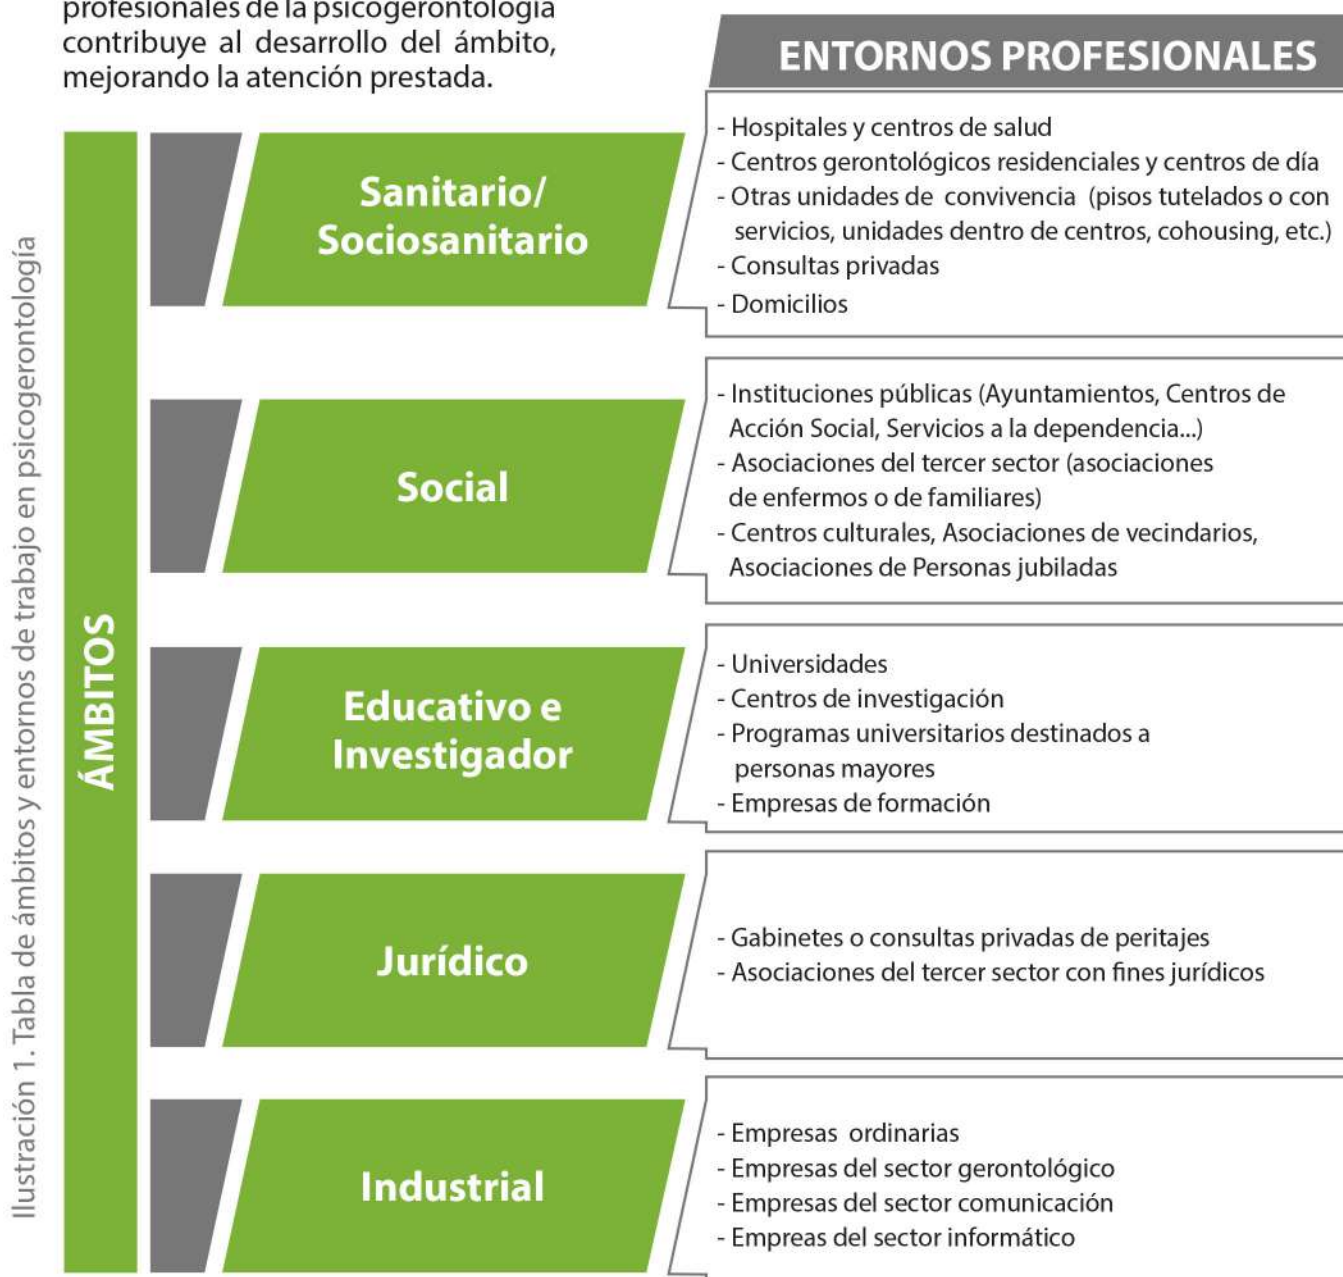 profesionales de la psicogerontología
contribuye al desarrollo del ámbito,
mejorando la atención prestada.
ENTORNOS PROFESIONALES
Ilustración 1. Tabla de ámbitos y entornos de trabajo en psicogerontología
ÁMBITOS
Sanitario/
Sociosanitario
- Hospitales y centros de salud
- Centros gerontológicos residenciales y centros de día
- Otras unidades de convivencia (pisos tutelados o con
servicios, unidades dentro de centros, cohousing, etc.)
- Consultas privadas
- Domicilios
Social
- Instituciones públicas (Ayuntamientos, Centros de
Acción Social, Servicios a la dependencia...)
- Asociaciones del tercer sector (asociaciones
de enfermos o de familiares)
- Centros culturales, Asociaciones de vecindarios,
Asociaciones de Personas jubiladas
Educativo e
Investigador
- Universidades
- Centros de investigación
- Programas universitarios destinados a
personas mayores
- Empresas de formación
Jurídico
- Gabinetes o consultas privadas de peritajes
- Asociaciones del tercer sector con fines jurídicos
Industrial
- Empresas ordinarias
- Empresas del sector gerontológico
- Empresas del sector comunicación
- Empreas del sector informático